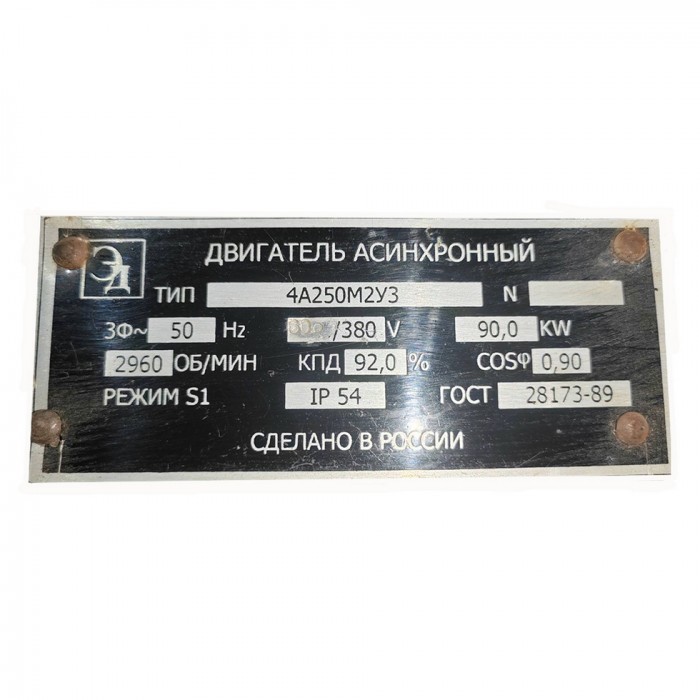 ЭД
ДВИГАТЕЛЬ АСИНХРОННЫЙ
ТИП 4А250М2У3 N
3Ф~ 50 Hz /380 V 90,0 KW
2960 ОБ/МИН КПД 92,0 % COSφ 0,90
РЕЖИМ S1 IP 54 ГОСТ 28173-89
СДЕЛАНО В РОССИИ